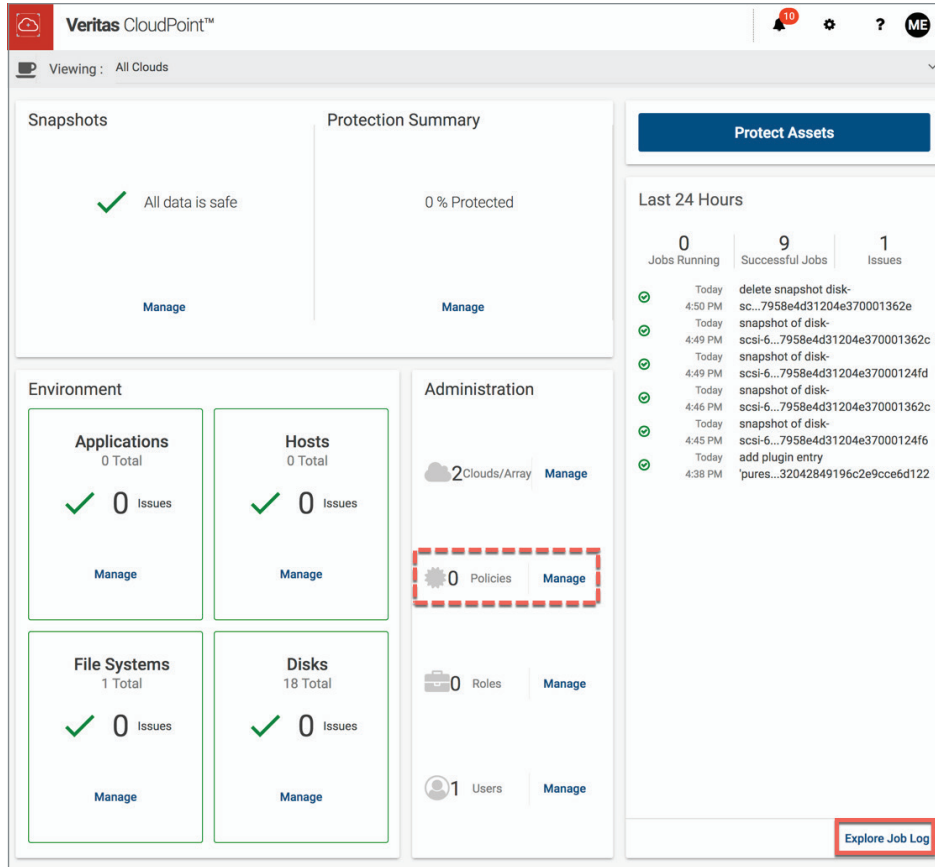 Veritas CloudPoint™
10
?
ME
Viewing : All Clouds
Snapshots
All data is safe
Manage
Protection Summary
0 % Protected
Manage
Protect Assets
Last 24 Hours
0
Jobs Running
9
Successful Jobs
1
Issues
Today delete snapshot disk-
4:50 PM sc...7958e4d31204e370001362e
Today snapshot of disk-
4:49 PM scsi-6...7958e4d31204e370001362c
Today snapshot of disk-
4:49 PM scsi-6...7958e4d31204e37000124fd
Today snapshot of disk-
4:46 PM scsi-6...7958e4d31204e370001362c
Today snapshot of disk-
4:45 PM scsi-6...7958e4d31204e37000124f6
Today add plugin entry
4:38 PM 'pures...32042849196c2e9cce6d122
Explore Job Log
Environment
Applications
0 Total
0 Issues
Manage
Hosts
0 Total
0 Issues
Manage
File Systems
1 Total
0 Issues
Manage
Disks
18 Total
0 Issues
Manage
Administration
2 Clouds/Array Manage
0 Policies Manage
0 Roles Manage
1 Users Manage